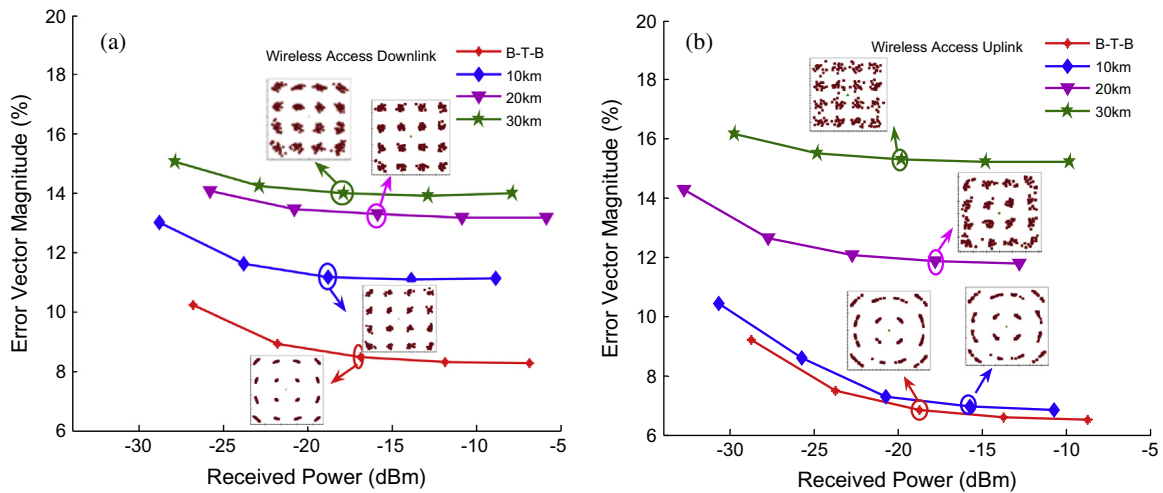 (a)
Wireless Access Downlink
B-T-B
10km
20km
30km
Error Vector Magnitude (%)
20
18
16
14
12
10
8
6
-30
-25
-20
-15
-10
-5
Received Power (dBm)
(b)
Wireless Access Uplink
B-T-B
10km
20km
30km
Error Vector Magnitude (%)
20
18
16
14
12
10
8
6
-30
-25
-20
-15
-10
-5
Received Power (dBm)